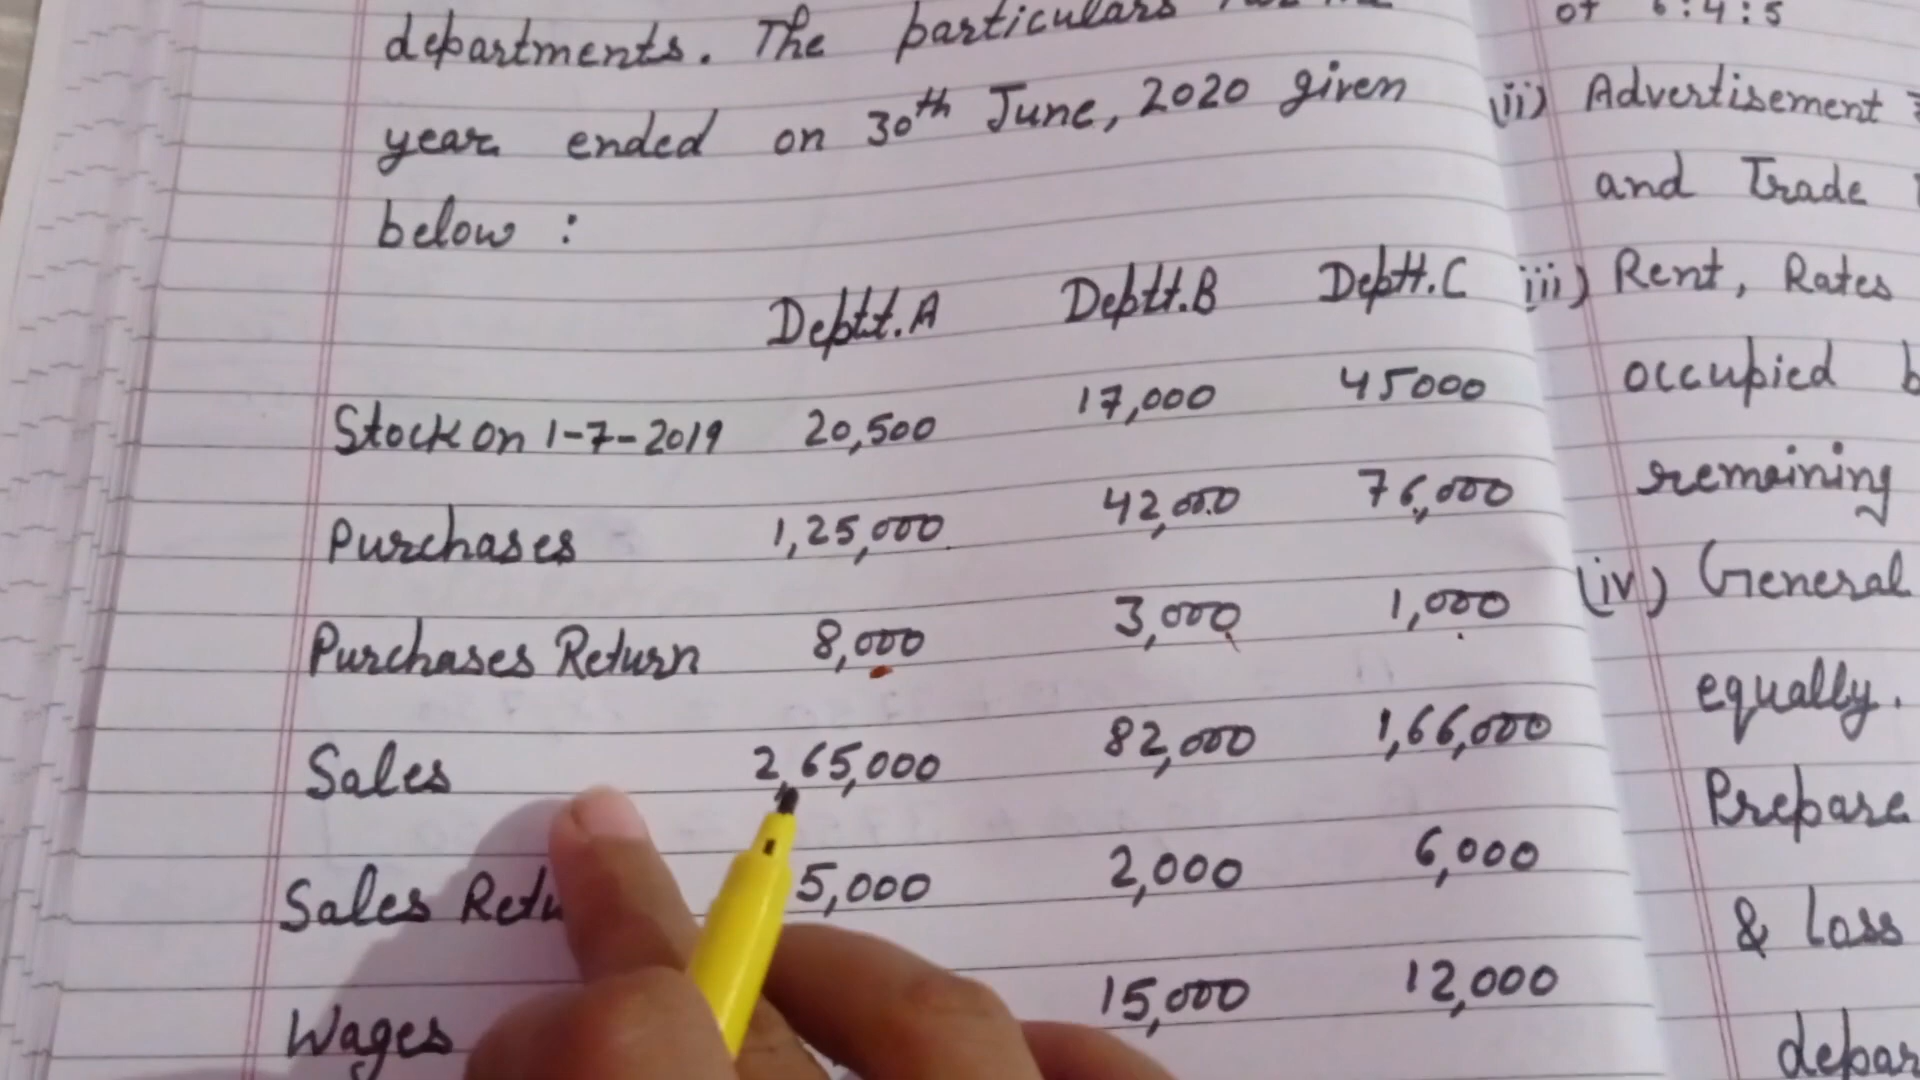 departments. The particulars
year ended on 30th June, 2020 given
below :
Deptt.A Deptt.B Deptt.C
Stock on 1-7-2019 20,500 17,000 45000
Purchases 1,25,000 42,000 76,000
Purchases Return 8,000 3,000 1,000
Sales 2,65,000 82,000 1,66,000
Sales Retu 5,000 2,000 6,000
Wages 15,000 12,000
of 6:4:5
(ii) Advertisement
and Trade
iii) Rent, Rates
occupied b
remaining
(iv) General
equally.
Prepare
& Loss
depar